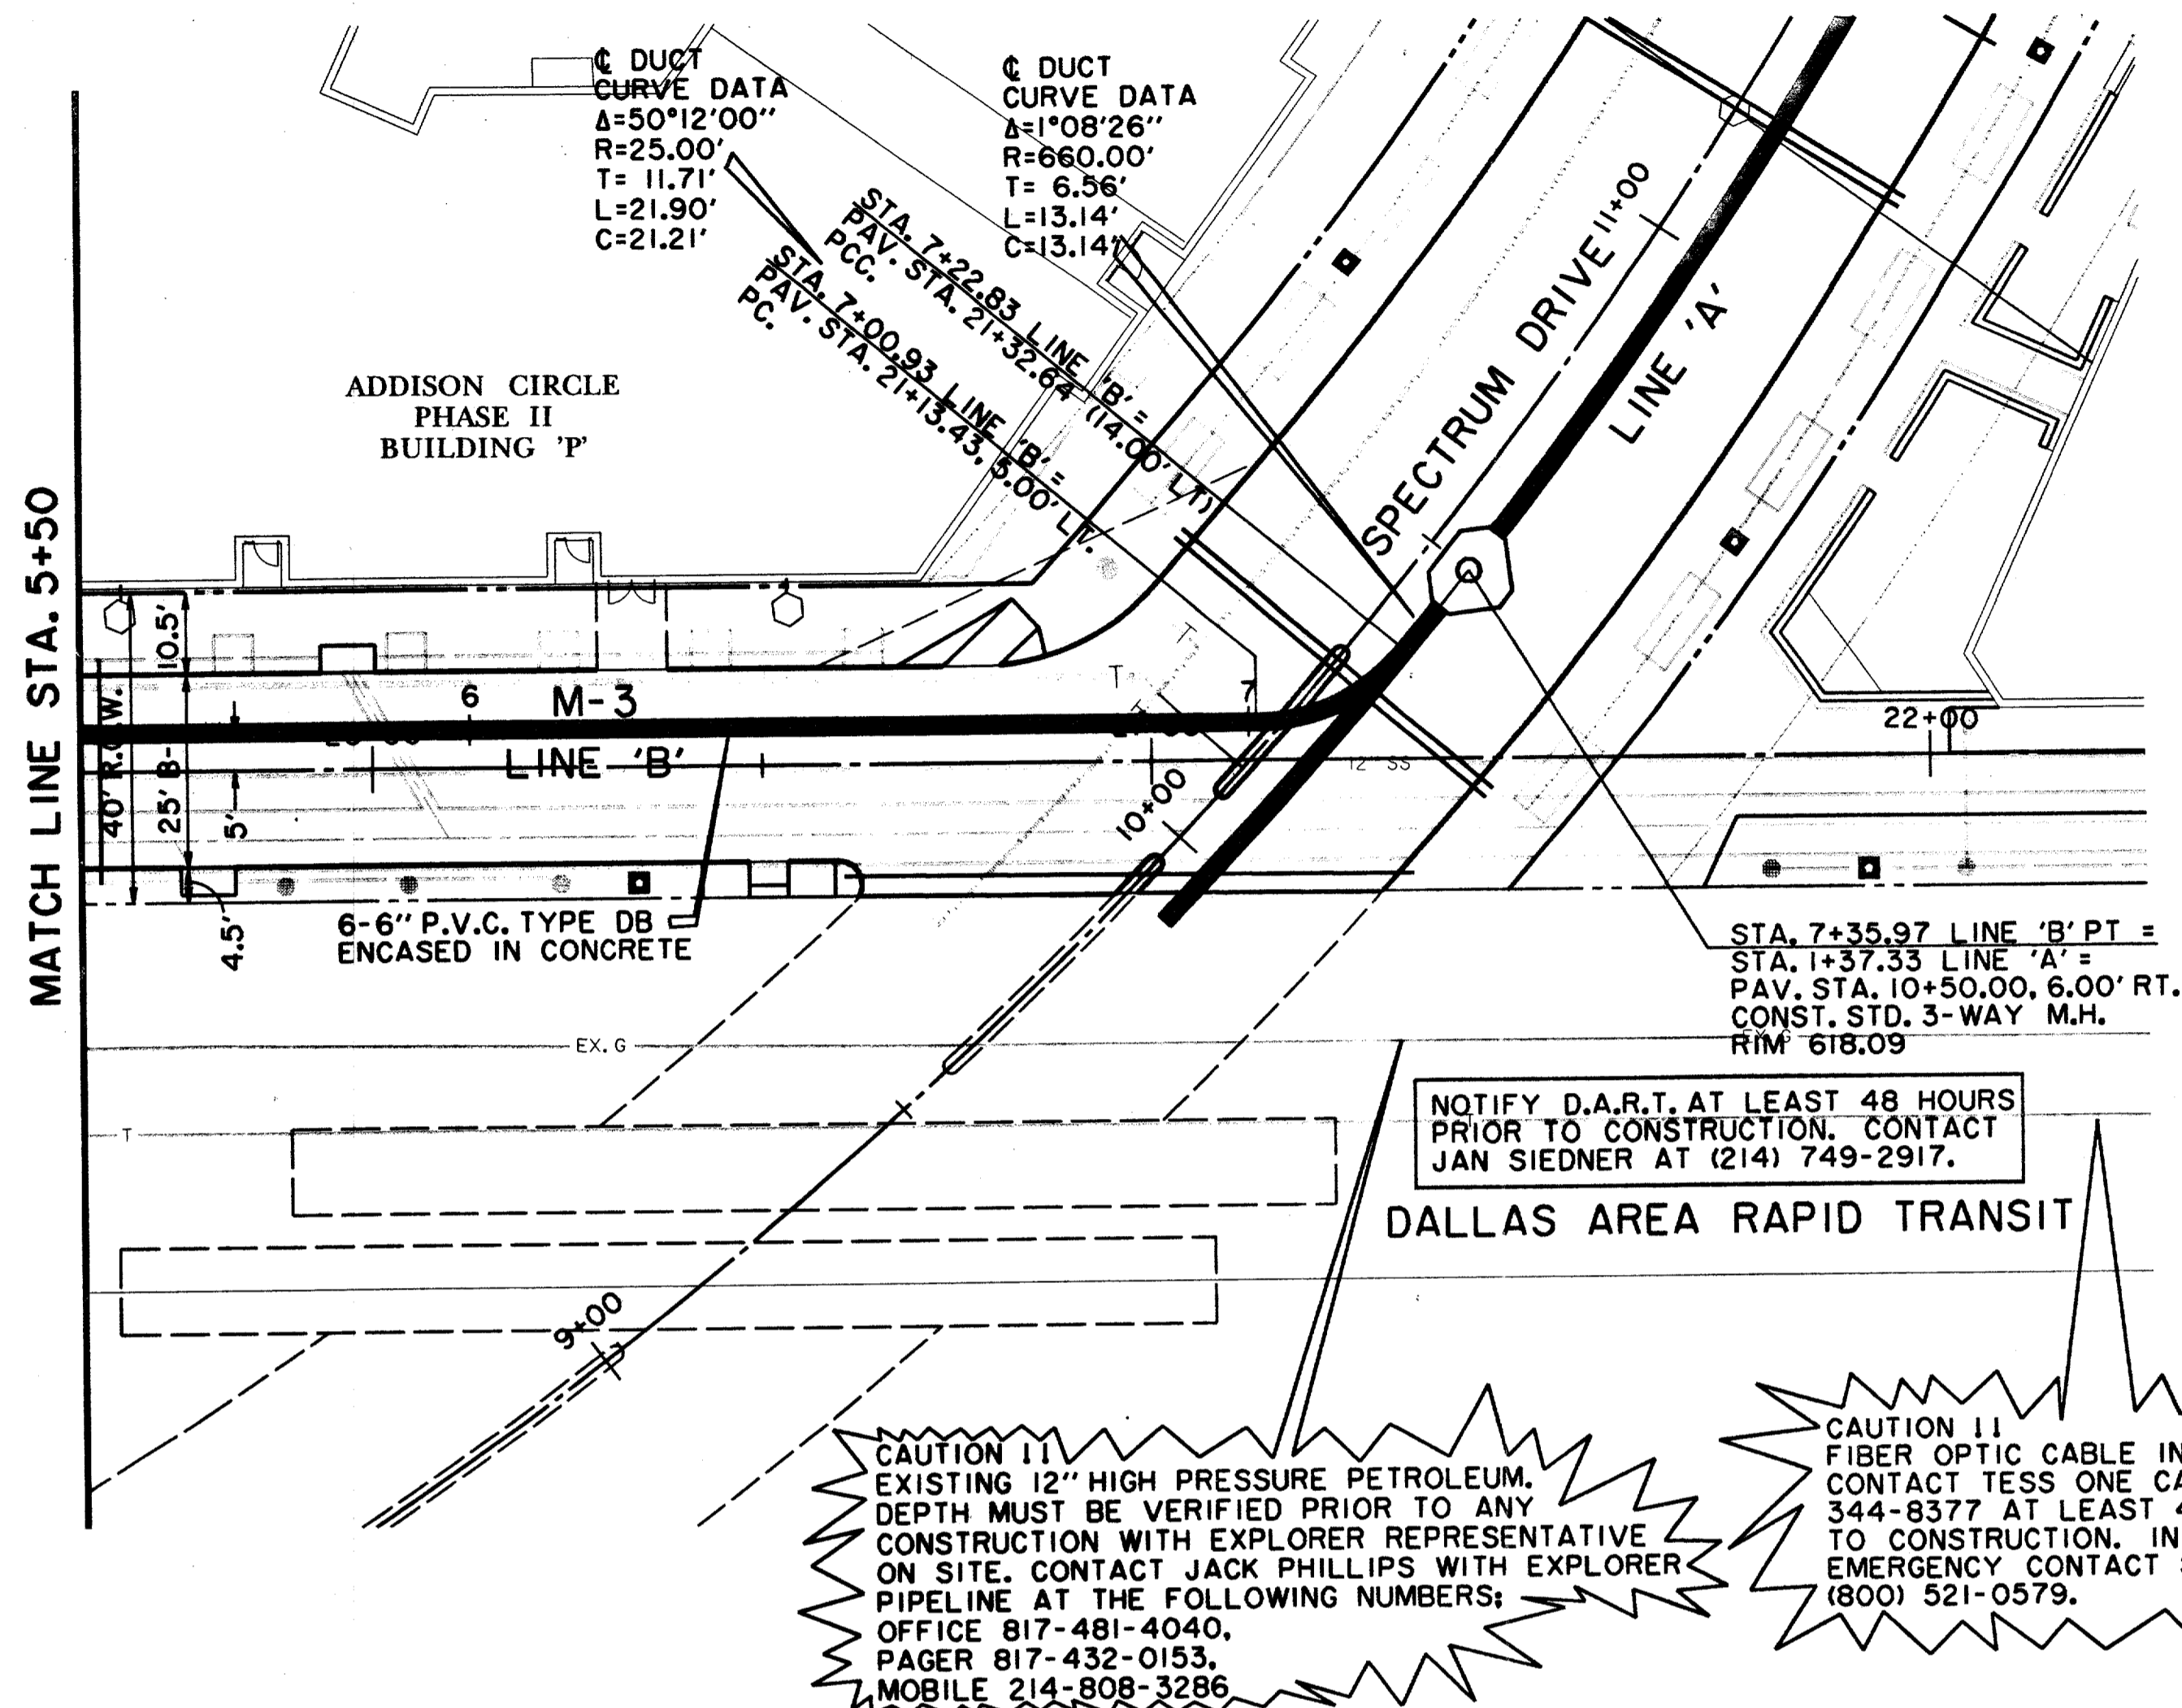 ℄ DUCT
CURVE DATA
Δ=50°12'00"
R=25.00'
T= 11.71'
L=21.90'
C=21.21'
℄ DUCT
CURVE DATA
Δ=1°08'26"
R=660.00'
T= 6.56'
L=13.14'
C=13.14'
STA. 7+22.83 LINE 'B' =
PAV. STA. 21+32.64 (14.00' LT)
PCC.
STA. 7+00.93 LINE 'B' =
PAV. STA. 21+13.43, 5.00' LT.
PC.
SPECTRUM DRIVE
11+00
LINE 'A'
ADDISON CIRCLE
PHASE II
BUILDING 'P'
MATCH LINE STA. 5+50
10.5'
40' R.O.W.
25' B-
5'
4.5'
6
M-3
7
T
T
T
LINE 'B'
12" SS
10+00
22+00
6-6" P.V.C. TYPE DB
ENCASED IN CONCRETE
STA. 7+35.97 LINE 'B' PT =
STA. 1+37.33 LINE 'A' =
PAV. STA. 10+50.00, 6.00' RT.
CONST. STD. 3-WAY M.H.
RIM 618.09
EX. G
T
NOTIFY D.A.R.T. AT LEAST 48 HOURS
PRIOR TO CONSTRUCTION. CONTACT
JAN SIEDNER AT (214) 749-2917.
DALLAS AREA RAPID TRANSIT
9+00
CAUTION !!
EXISTING 12" HIGH PRESSURE PETROLEUM.
DEPTH MUST BE VERIFIED PRIOR TO ANY
CONSTRUCTION WITH EXPLORER REPRESENTATIVE
ON SITE. CONTACT JACK PHILLIPS WITH EXPLORER
PIPELINE AT THE FOLLOWING NUMBERS;
OFFICE 817-481-4040,
PAGER 817-432-0153,
MOBILE 214-808-3286
CAUTION !!
FIBER OPTIC CABLE IN
CONTACT TESS ONE CA
344-8377 AT LEAST 4
TO CONSTRUCTION. IN
EMERGENCY CONTACT
(800) 521-0579.